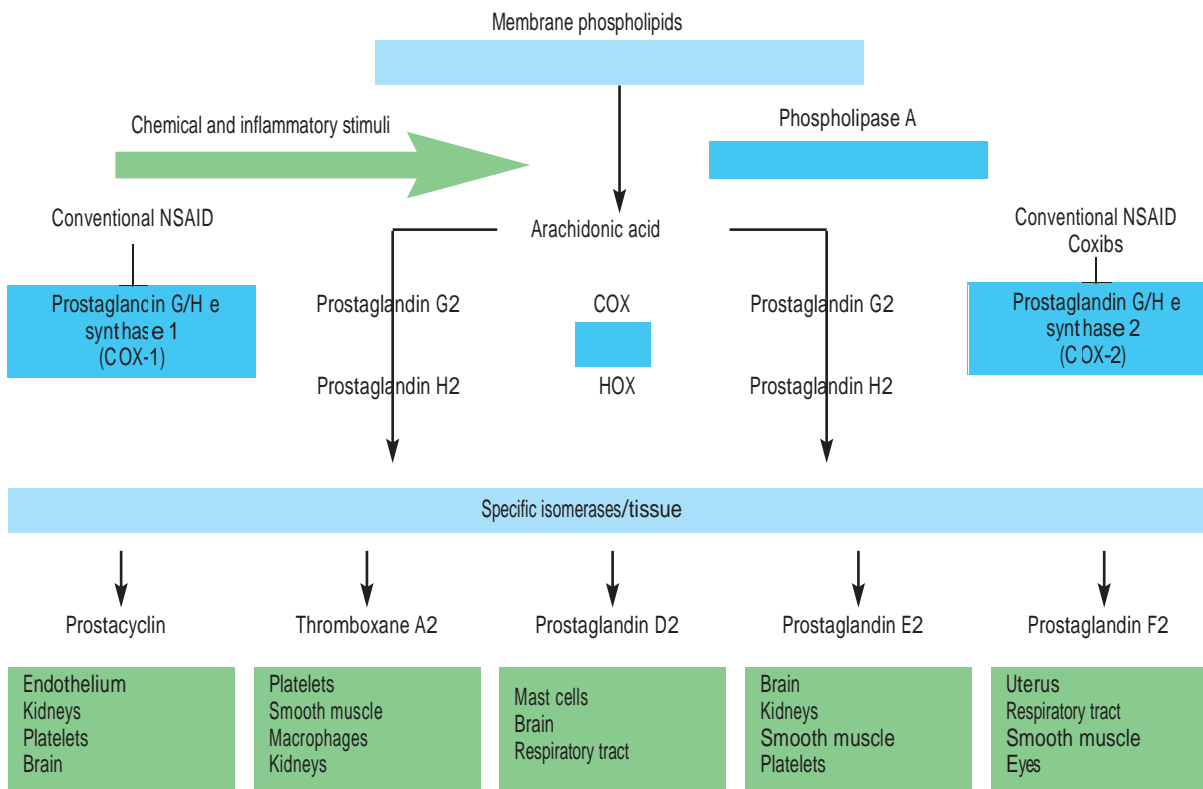 Membrane phospholipids
Chemical and inflammatory stimuli
Phospholipase A
Conventional NSAID
Arachidonic acid
Conventional NSAID
Coxibs
Prostaglandin G/H e
synthase 1
(COX-1)
Prostaglandin G2
COX
Prostaglandin G2
Prostaglandin G/H e
synthase 2
(COX-2)
Prostaglandin H2
HOX
Prostaglandin H2
Specific isomerases/tissue
Prostacyclin
Thromboxane A2
Prostaglandin D2
Prostaglandin E2
Prostaglandin F2
Endothelium
Kidneys
Platelets
Brain
Platelets
Smooth muscle
Macrophages
Kidneys
Mast cells
Brain
Respiratory tract
Brain
Kidneys
Smooth muscle
Platelets
Uterus
Respiratory tract
Smooth muscle
Eyes